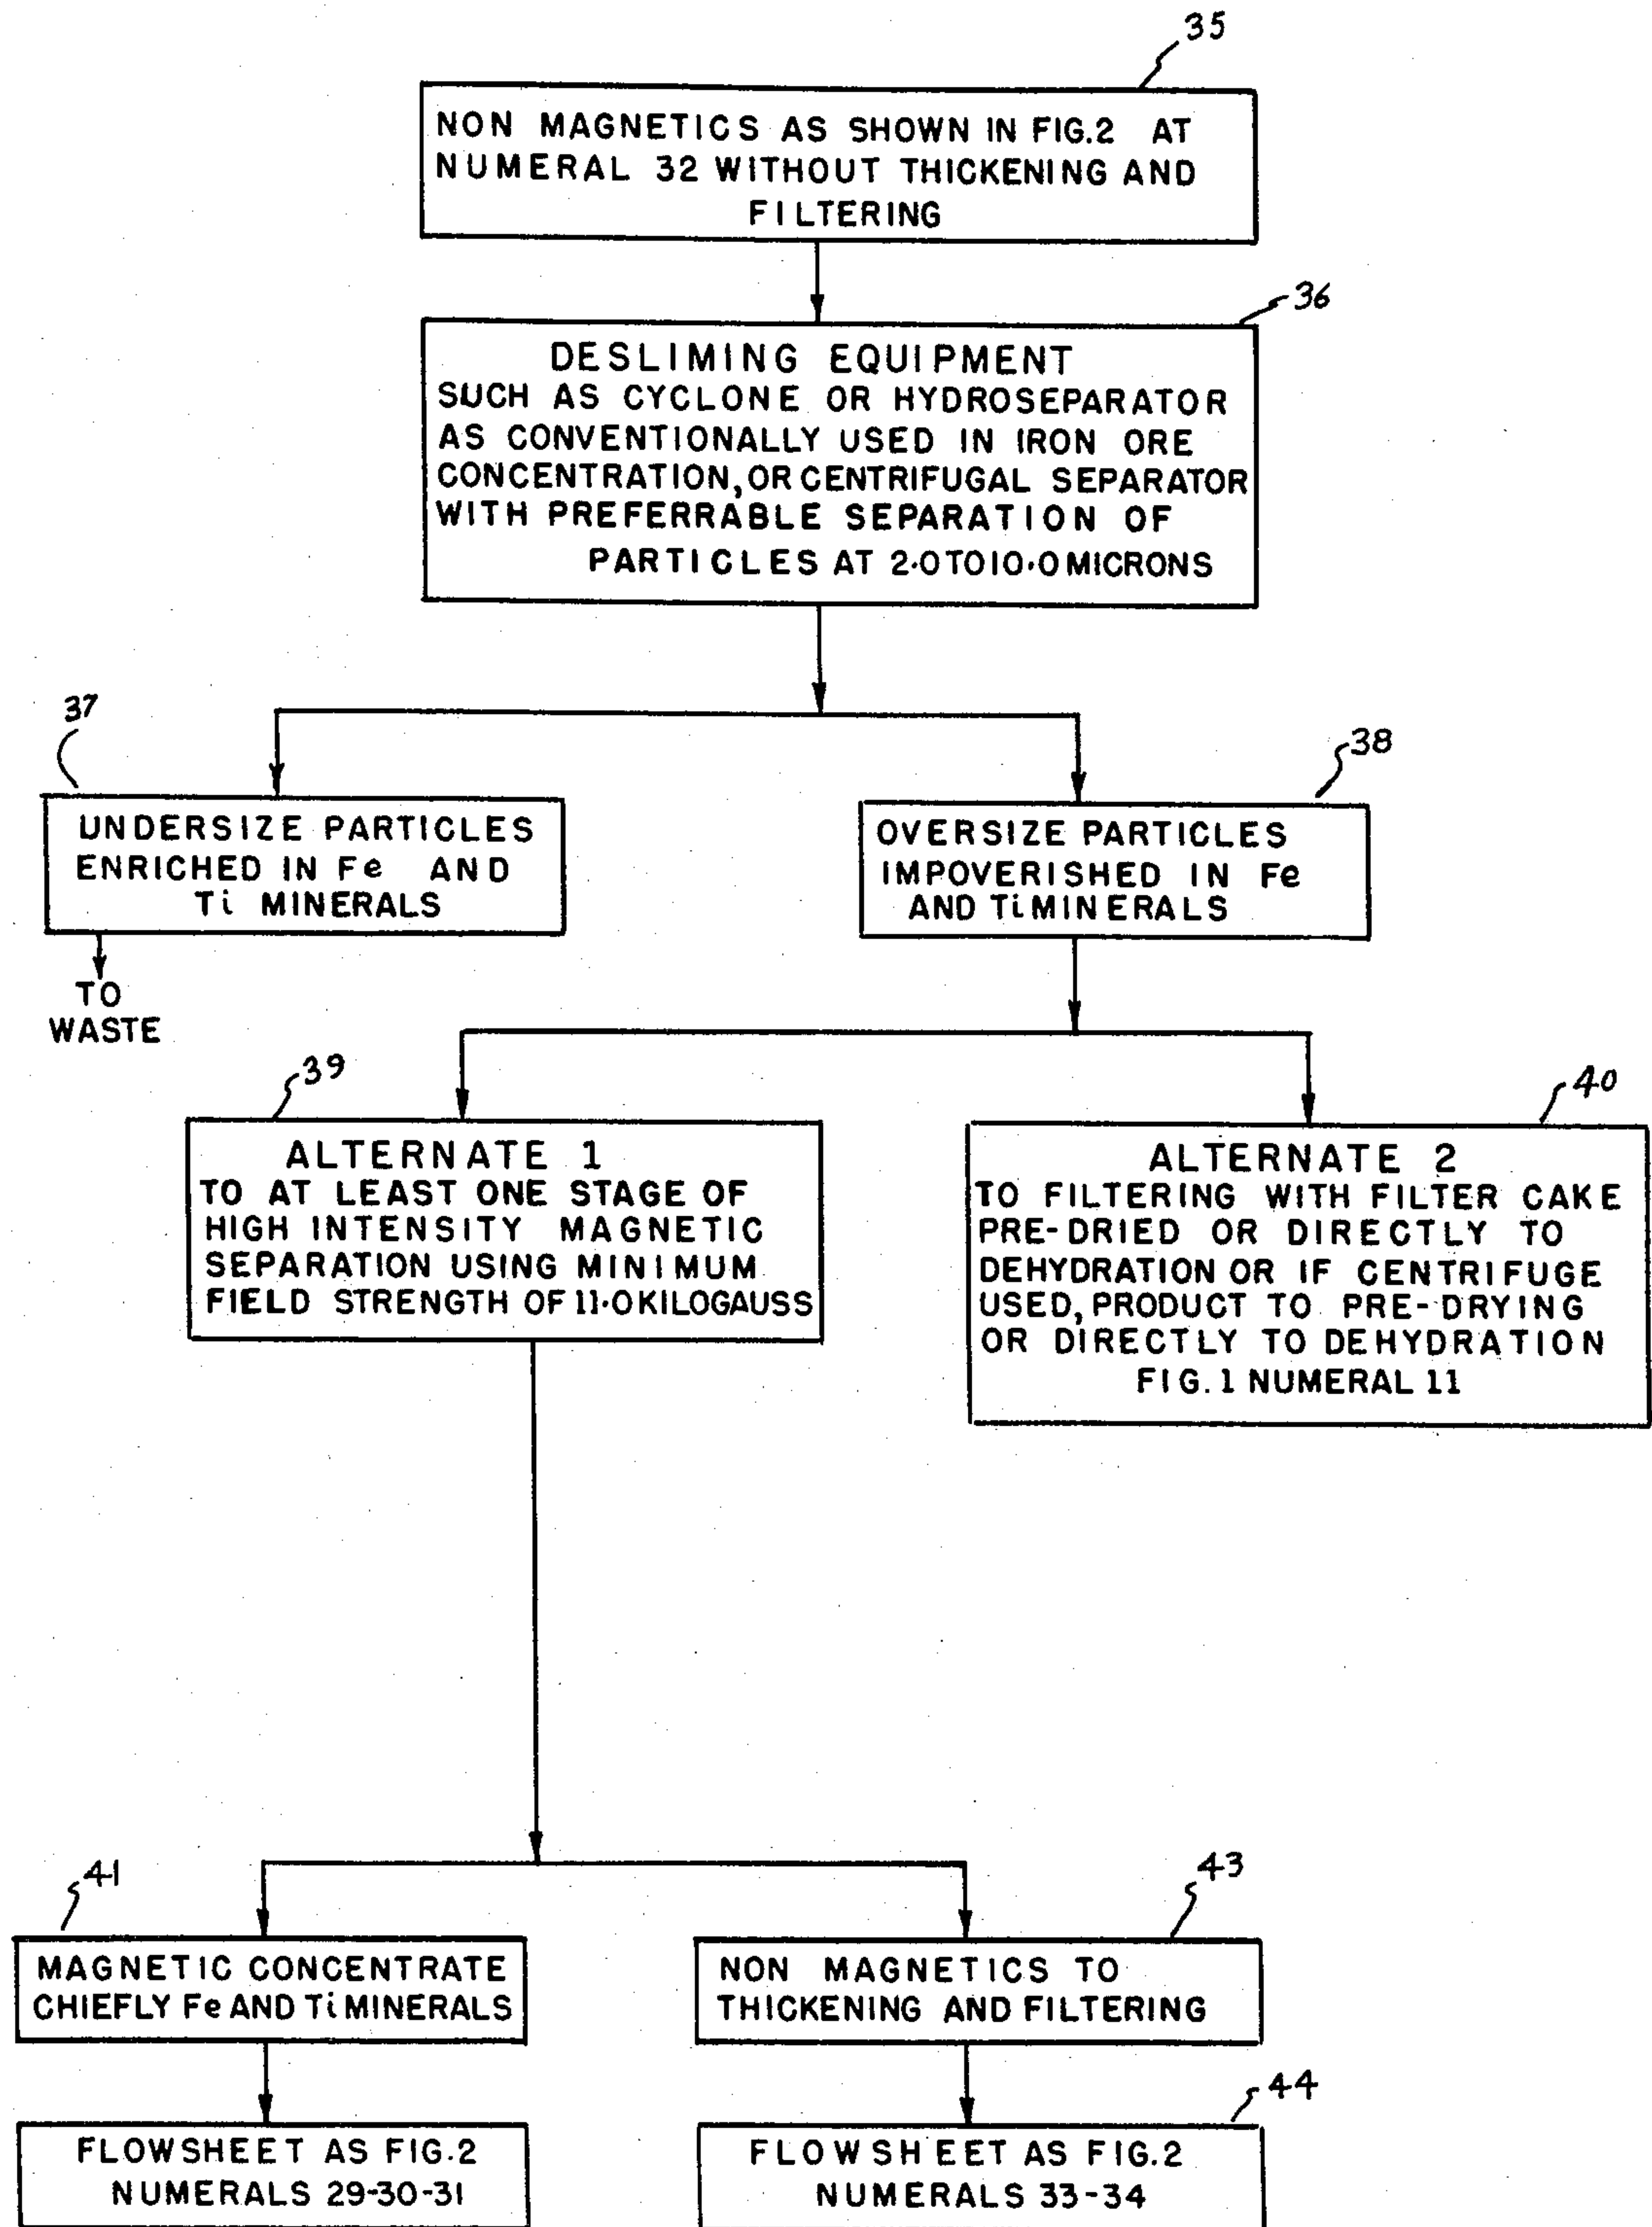 35
NON MAGNETICS AS SHOWN IN FIG.2 AT
NUMERAL 32 WITHOUT THICKENING AND
FILTERING
36
DESLIMING EQUIPMENT
SUCH AS CYCLONE OR HYDROSEPARATOR
AS CONVENTIONALLY USED IN IRON ORE
CONCENTRATION, OR CENTRIFUGAL SEPARATOR
WITH PREFERRABLE SEPARATION OF
PARTICLES AT 2.0 TO 10.0 MICRONS
37
UNDERSIZE PARTICLES
ENRICHED IN Fe AND
Ti MINERALS
TO
WASTE
38
OVERSIZE PARTICLES
IMPOVERISHED IN Fe
AND Ti MINERALS
39
ALTERNATE 1
TO AT LEAST ONE STAGE OF
HIGH INTENSITY MAGNETIC
SEPARATION USING MINIMUM
FIELD STRENGTH OF 11.0 KILOGAUSS
40
ALTERNATE 2
TO FILTERING WITH FILTER CAKE
PRE-DRIED OR DIRECTLY TO
DEHYDRATION OR IF CENTRIFUGE
USED, PRODUCT TO PRE-DRYING
OR DIRECTLY TO DEHYDRATION
FIG. 1 NUMERAL 11
41
MAGNETIC CONCENTRATE
CHIEFLY Fe AND Ti MINERALS
FLOWSHEET AS FIG.2
NUMERALS 29-30-31
43
NON MAGNETICS TO
THICKENING AND FILTERING
44
FLOWSHEET AS FIG.2
NUMERALS 33-34